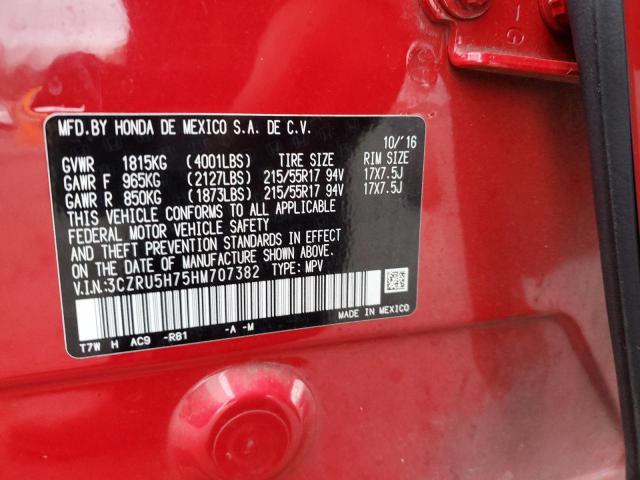 MFD.BY HONDA DE MEXICO S.A. DE C.V.
10/'16
GVWR 1815KG (4001LBS) TIRE SIZE RIM SIZE
GAWR F 965KG (2127LBS) 215/55R17 94V 17X7.5J
GAWR R 850KG (1873LBS) 215/55R17 94V 17X7.5J
THIS VEHICLE CONFORMS TO ALL APPLICABLE
FEDERAL MOTOR VEHICLE SAFETY
AND THEFT PREVENTION STANDARDS IN EFFECT
ON THE DATE OF MANUFACTURE SHOWN ABOVE.
V.I.N.:3CZRU5H75HM707382 TYPE: MPV
MADE IN MEXICO
T7W H AC9 -R81 -A -M